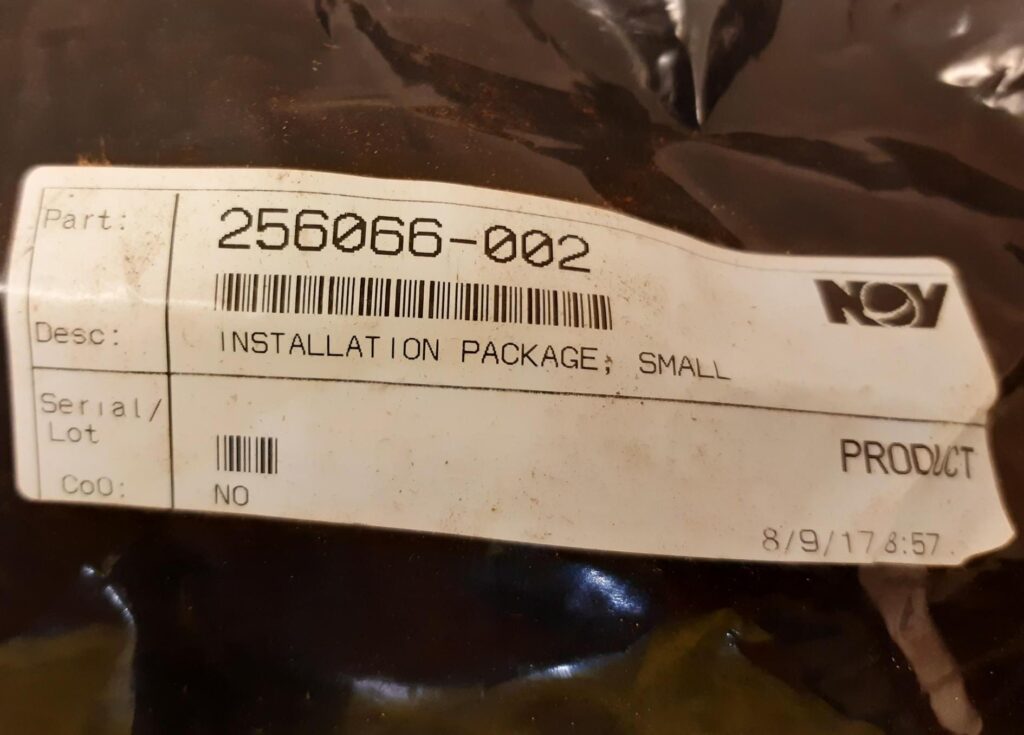 Part: 256066-002
NOV
Desc: INSTALLATION PACKAGE; SMALL
Serial/
Lot
PRODUCT
CoO: NO
8/9/17 8:57